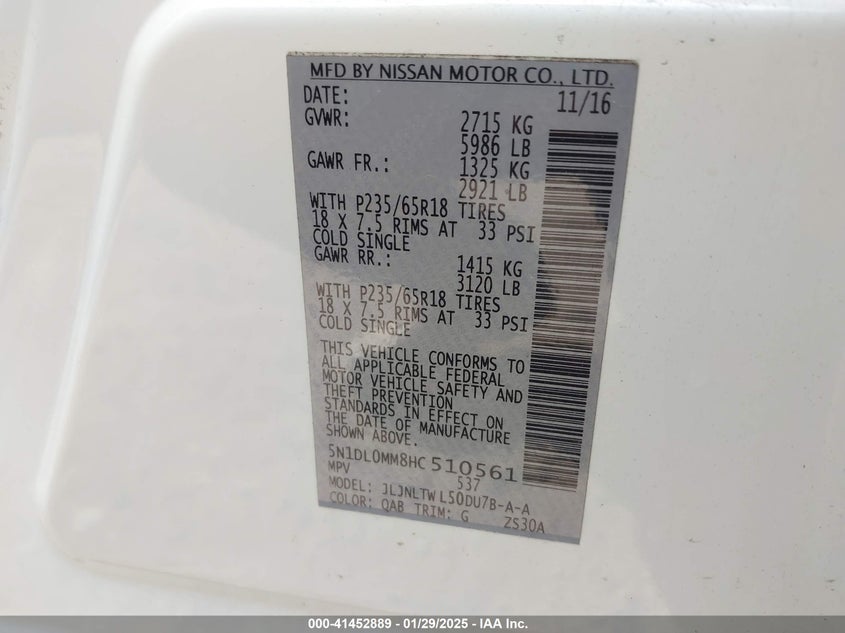 MFD BY NISSAN MOTOR CO., LTD.
DATE: 11/16
GVWR: 2715 KG
5986 LB
GAWR FR.: 1325 KG
2921 LB
WITH P235/65R18 TIRES
18 X 7.5 RIMS AT 33 PSI
COLD SINGLE
GAWR RR.: 1415 KG
3120 LB
WITH P235/65R18 TIRES
18 X 7.5 RIMS AT 33 PSI
COLD SINGLE
THIS VEHICLE CONFORMS TO
ALL APPLICABLE FEDERAL
MOTOR VEHICLE SAFETY AND
THEFT PREVENTION
STANDARDS IN EFFECT ON
THE DATE OF MANUFACTURE
SHOWN ABOVE.
5N1DL0MM8HC510561
MPV 537
MODEL: JLJNLTWL50DU7B-A-A
COLOR: QAB TRIM: G ZS30A
000-41452889 - 01/29/2025 - IAA Inc.